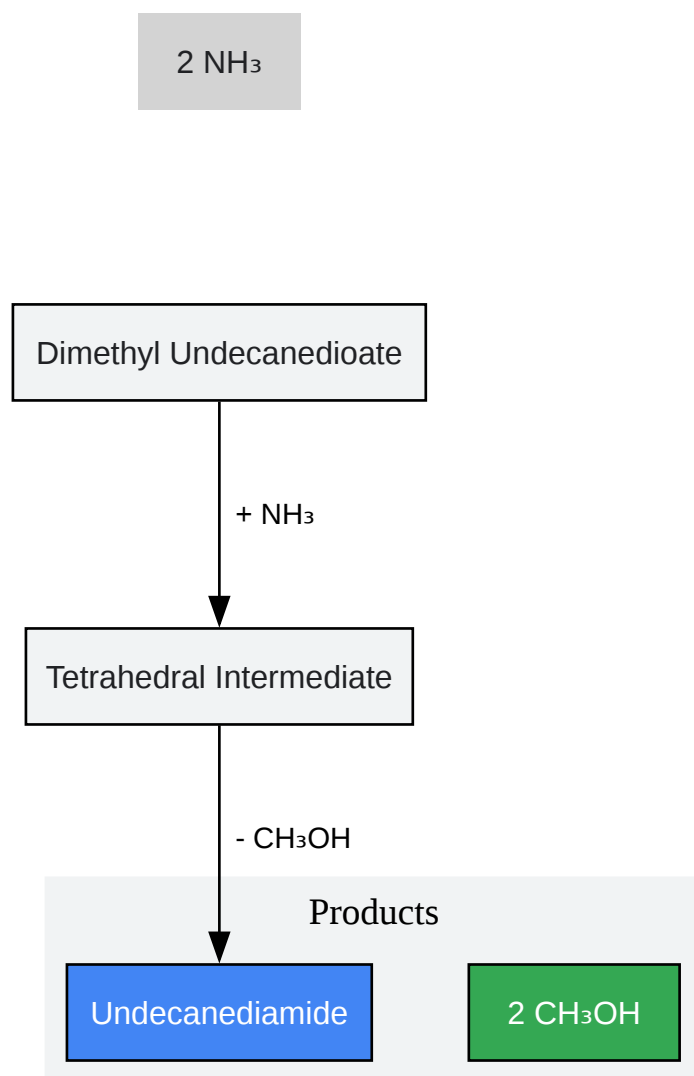 2 NH₃
Dimethyl Undecanedioate
+ NH₃
Tetrahedral Intermediate
- CH₃OH
Products
Undecanediamide
2 CH₃OH